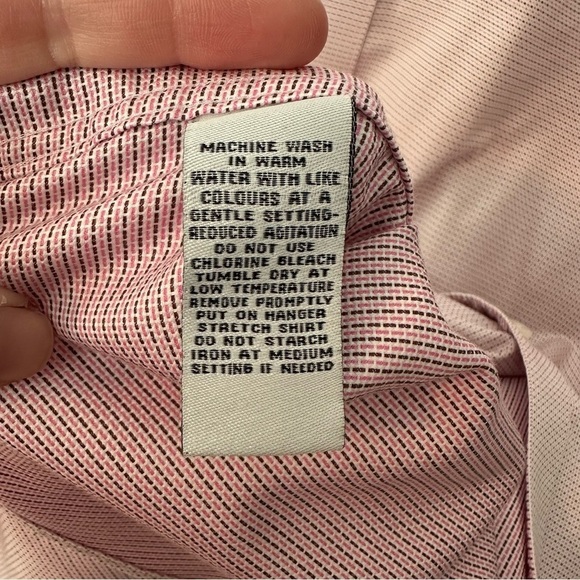 MACHINE WASH
IN WARM
WATER WITH LIKE
COLOURS AT A
GENTLE SETTING-
REDUCED AGITATION
DO NOT USE
CHLORINE BLEACH
TUMBLE DRY AT
LOW TEMPERATURE
REMOVE PROMPTLY
PUT ON HANGER
STRETCH SHIRT
DO NOT STARCH
IRON AT MEDIUM
SETTING IF NEEDED